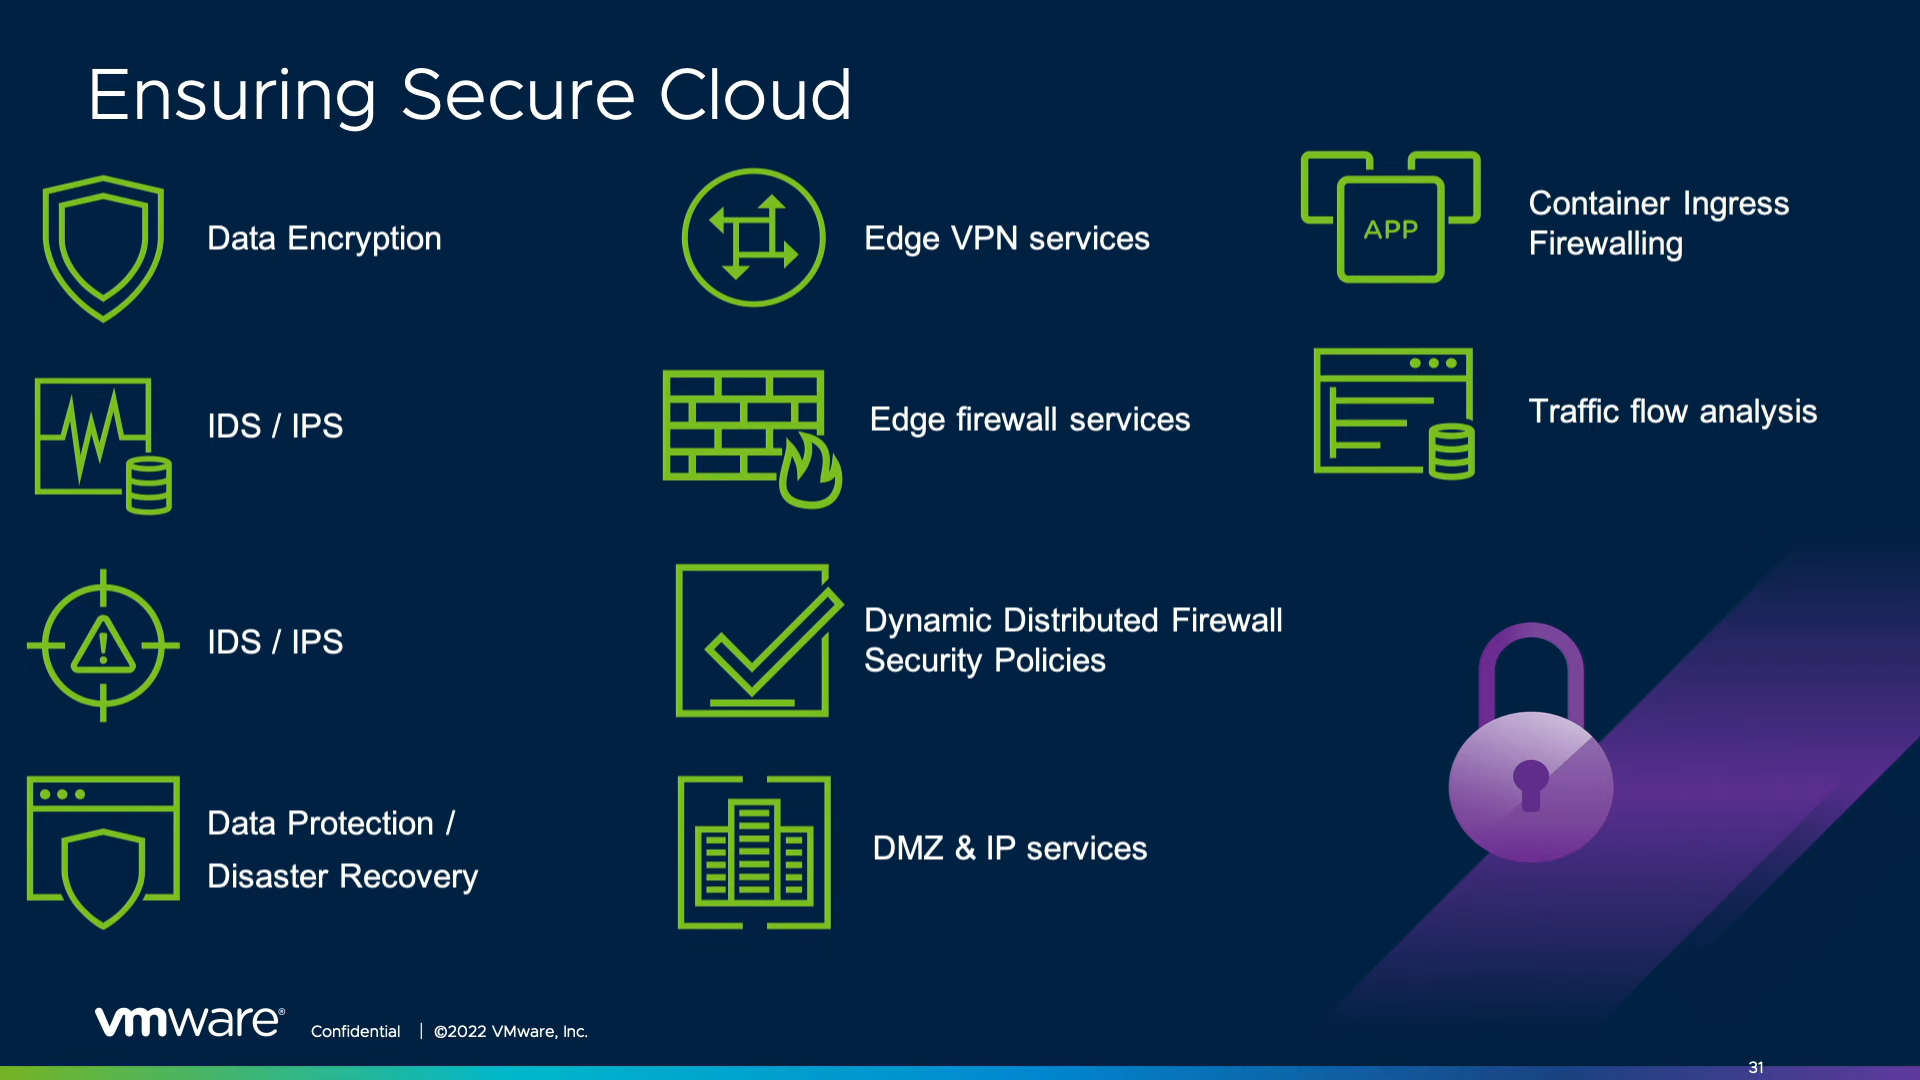 Ensuring Secure Cloud
Data Encryption
IDS / IPS
IDS / IPS
Data Protection /
Disaster Recovery
Edge VPN services
Edge firewall services
Dynamic Distributed Firewall
Security Policies
DMZ & IP services
APP
Container Ingress
Firewalling
Traffic flow analysis
vmware®
Confidential | ©2022 VMware, Inc.
31